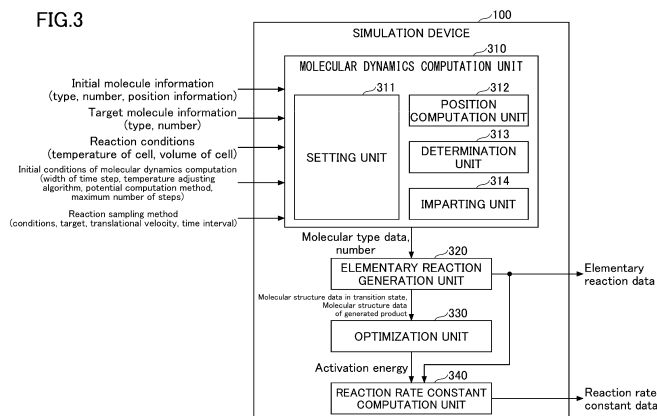 FIG.3
100
SIMULATION DEVICE
310
MOLECULAR DYNAMICS COMPUTATION UNIT
Initial molecule information
(type, number, position information)
Target molecule information
(type, number)
Reaction conditions
(temperature of cell, volume of cell)
Initial conditions of molecular dynamics computation
(width of time step, temperature adjusting
algorithm, potential computation method,
maximum number of steps)
Reaction sampling method
(conditions, target, translational velocity, time interval)
311
SETTING UNIT
312
POSITION
COMPUTATION UNIT
313
DETERMINATION
UNIT
314
IMPARTING UNIT
Molecular type data,
number
320
ELEMENTARY REACTION
GENERATION UNIT
Elementary
reaction data
Molecular structure data in transition state,
Molecular structure data
of generated product
330
OPTIMIZATION UNIT
Activation energy
340
REACTION RATE CONSTANT
COMPUTATION UNIT
Reaction rate
constant data